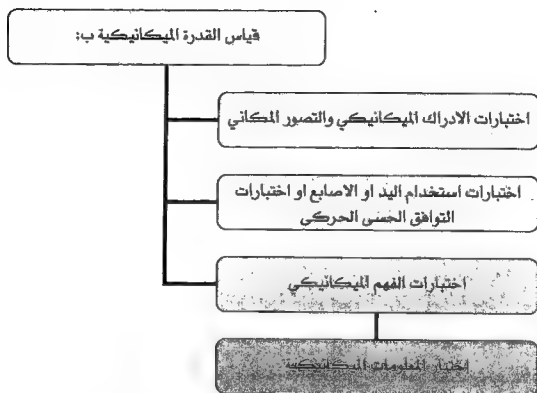 قياس القدرة الميكانيكية ب:
اختبارات الادراك الميكانيكي والتصور المكاني
اختبارات استخدام اليد او الاصابع او اختبارات
التوافق الحسي الحركي
اختبارات الفهم الميكانيكي
اختبار المعلومات الميكانيكية